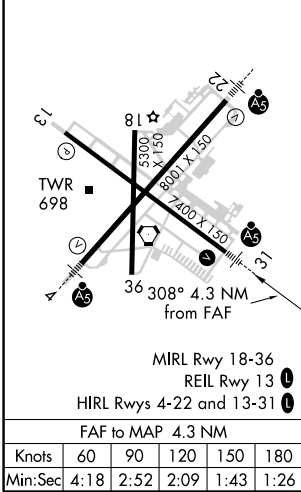 22
A5
V
13
18
5300 X 150
8001 X 150
P
7400 X 150
TWR
698
V
A5
V
31
4
A5
36
308° 4.3 NM
from FAF
MIRL Rwy 18-36
REIL Rwy 13 L
HIRL Rwys 4-22 and 13-31 L
FAF to MAP 4.3 NM
Knots 60 90 120 150 180
Min:Sec 4:18 2:52 2:09 1:43 1:26